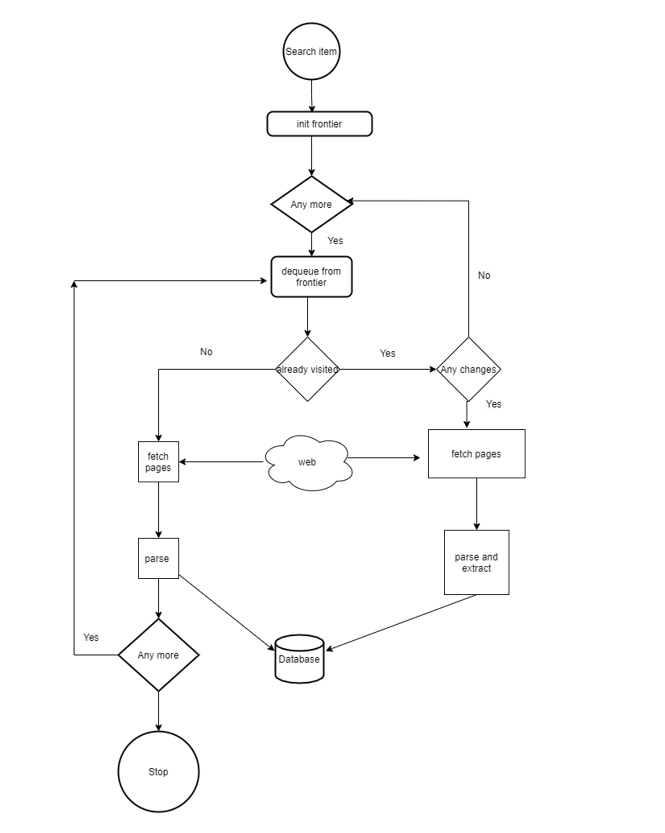 Search item
init frontier
Any more
Yes
dequeue from
frontier
No
No
already visited
Yes
Any changes
Yes
fetch
pages
web
fetch pages
parse
parse and
extract
Yes
Any more
Database
Stop